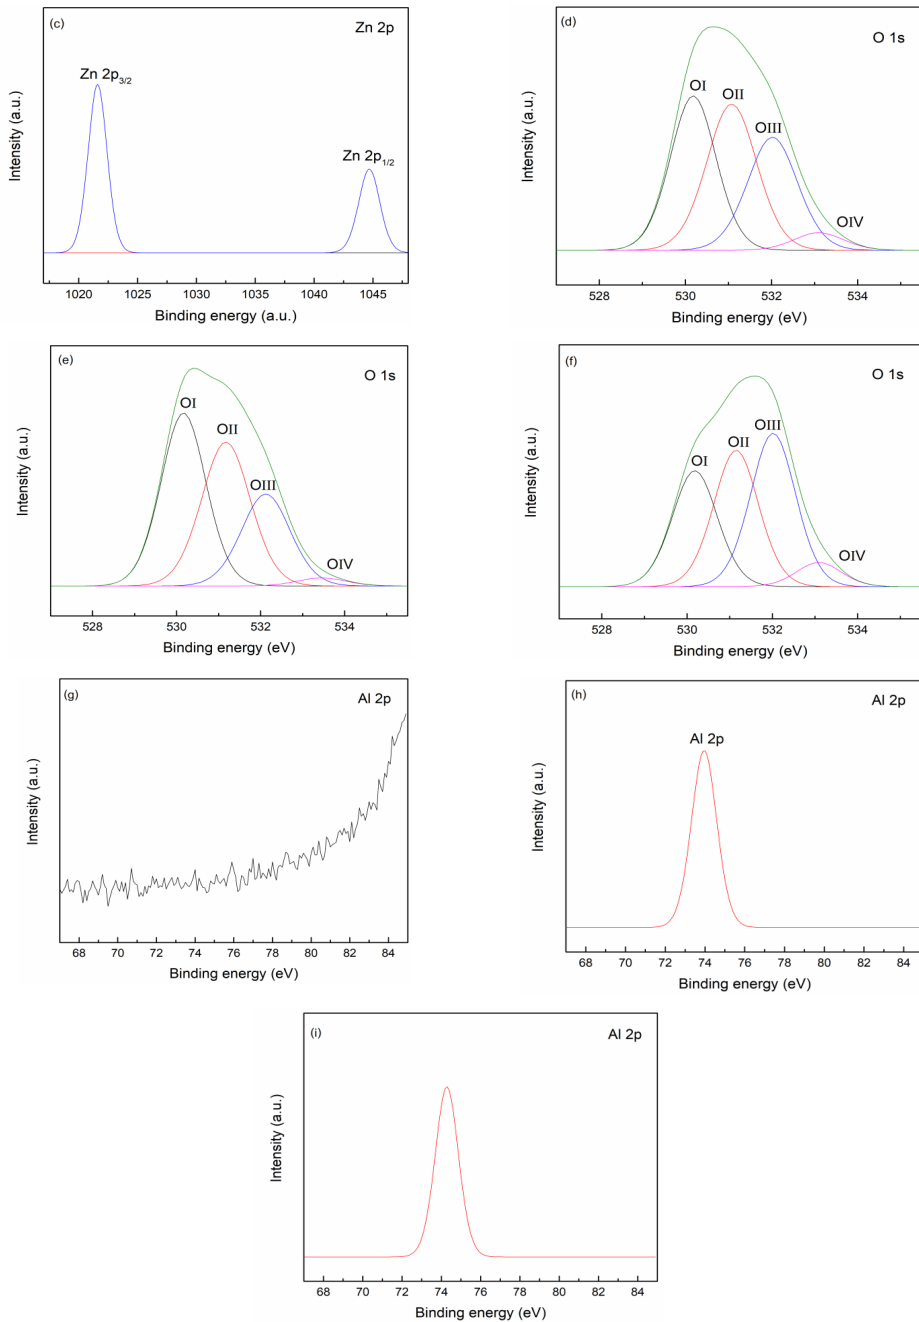 (c)
Zn 2p
Zn 2p3/2
Zn 2p1/2
Intensity (a.u.)
1020 1025 1030 1035 1040 1045
Binding energy (a.u.)
(d)
O 1s
OI
OII
OIII
OIV
Intensity (a.u.)
528 530 532 534
Binding energy (eV)
(e)
O 1s
OI
OII
OIII
OIV
Intensity (a.u.)
528 530 532 534
Binding energy (eV)
(f)
O 1s
OI
OII
OIII
OIV
Intensity (a.u.)
528 530 532 534
Binding energy (eV)
(g)
Al 2p
Intensity (a.u.)
68 70 72 74 76 78 80 82 84
Binding energy (eV)
(h)
Al 2p
Al 2p
Intensity (a.u.)
68 70 72 74 76 78 80 82 84
Binding energy (eV)
(i)
Al 2p
Intensity (a.u.)
68 70 72 74 76 78 80 82 84
Binding energy (eV)